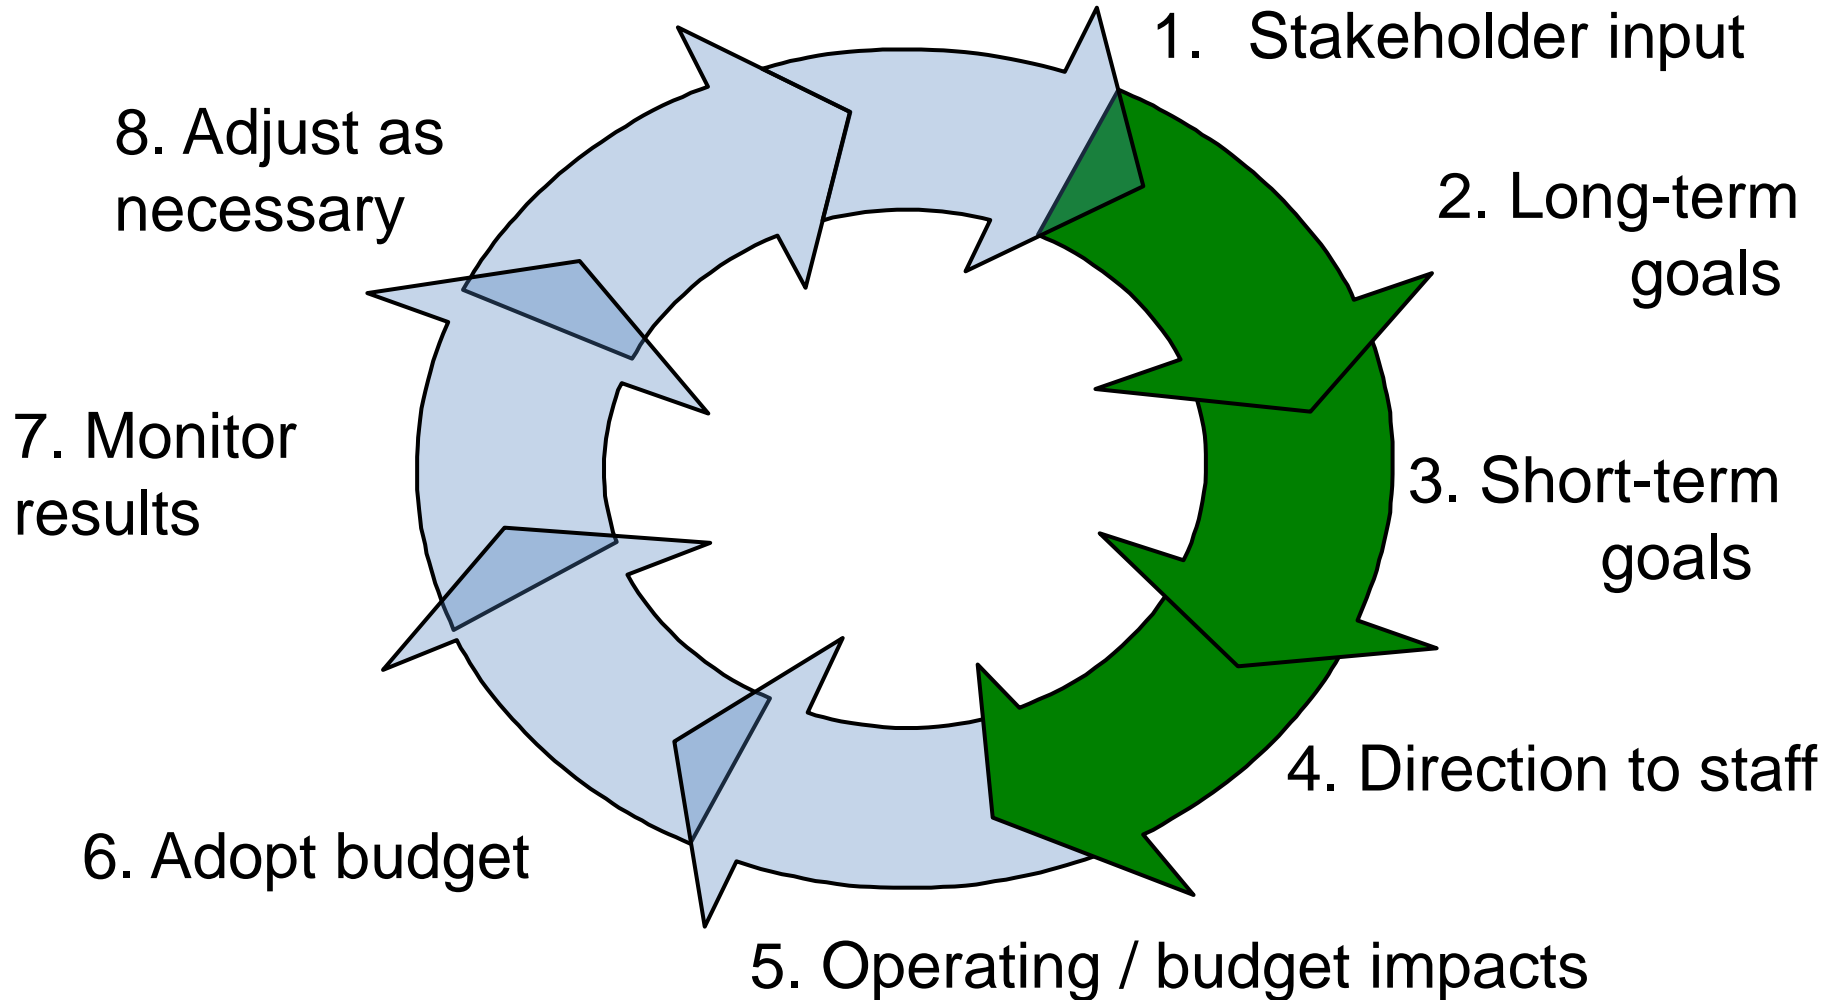 1. Stakeholder input
2. Long-term
goals
3. Short-term
goals
4. Direction to staff
5. Operating / budget impacts
6. Adopt budget
7. Monitor
results
8. Adjust as
necessary